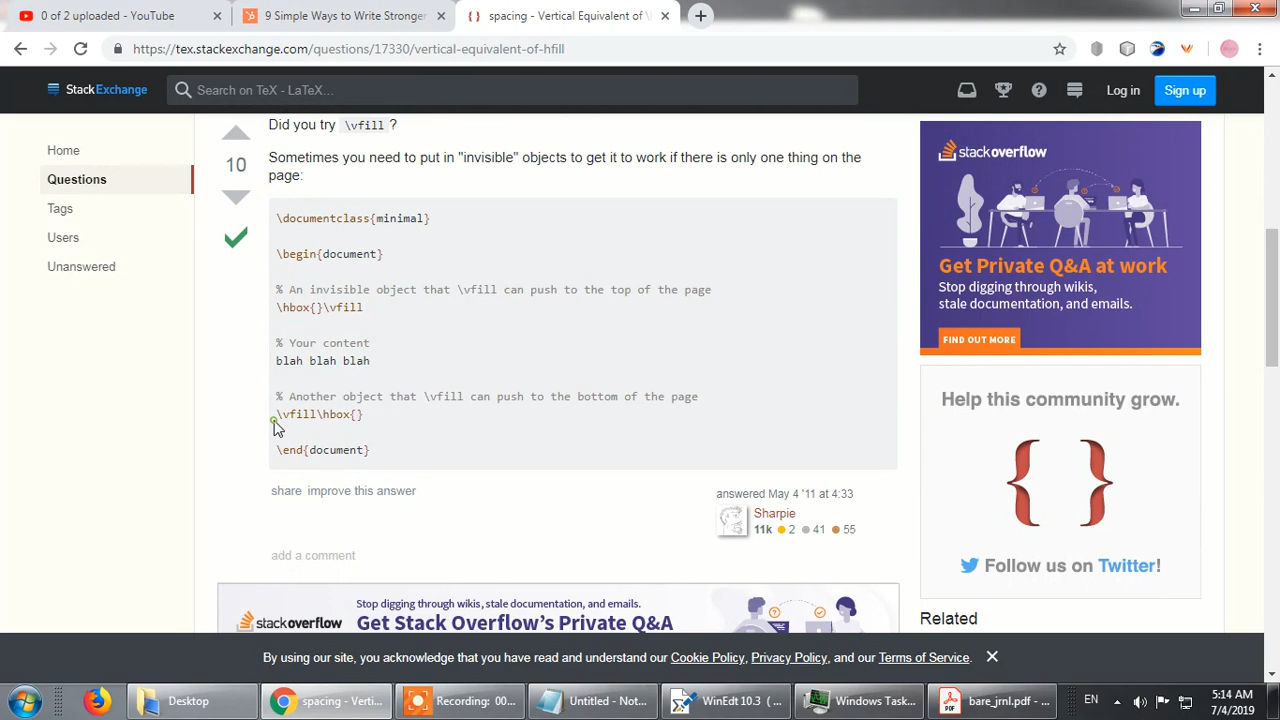 0 of 2 uploaded - YouTube
9 Simple Ways to Write Stronger
spacing - Vertical Equivalent of \
https://tex.stackexchange.com/questions/17330/vertical-equivalent-of-hfill
StackExchange
Search on TeX - LaTeX...
Log in
Sign up
Home
Questions
Tags
Users
Unanswered
Did you try \vfill ?
10
Sometimes you need to put in "invisible" objects to get it to work if there is only one thing on the
page:
\documentclass{minimal}
\begin{document}
% An invisible object that \vfill can push to the top of the page
\hbox{}\vfill
% Your content
blah blah blah
% Another object that \vfill can push to the bottom of the page
\vfill\hbox{}
\end{document}
share improve this answer
answered May 4 '11 at 4:33
Sharpie
11k 2 41 55
add a comment
stackoverflow
Get Private Q&A at work
Stop digging through wikis,
stale documentation, and emails.
FIND OUT MORE
Help this community grow.
{ }
Follow us on Twitter!
Related
stackoverflow
Stop digging through wikis, stale documentation, and emails.
Get Stack Overflow's Private Q&A
By using our site, you acknowledge that you have read and understand our Cookie Policy, Privacy Policy, and our Terms of Service.
Desktop
spacing - Verti...
Recording: 00...
Untitled - Not...
WinEdt 10.3 - (...
Windows Task...
bare_jrnl.pdf - ...
EN
5:14 AM
7/4/2019